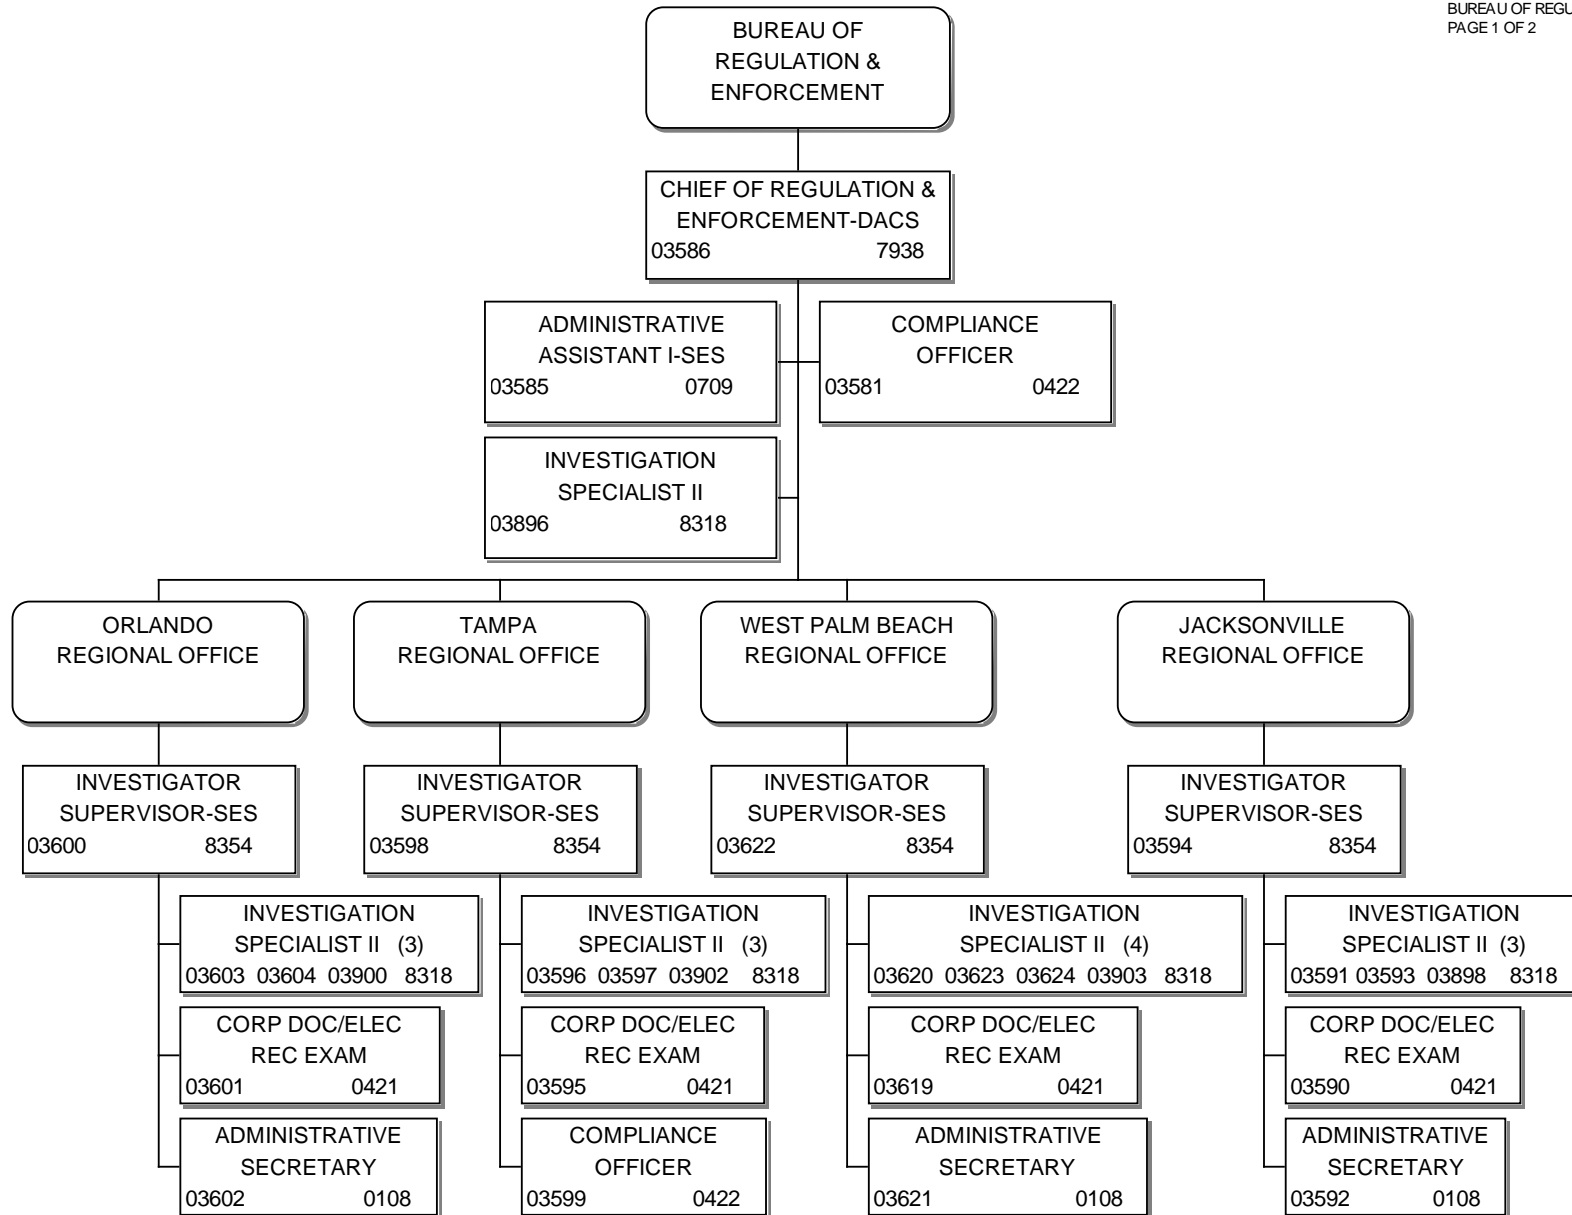 BUREAU OF REGU
PAGE 1 OF 2
BUREAU OF
REGULATION &
ENFORCEMENT
CHIEF OF REGULATION &
ENFORCEMENT-DACS
03586 7938
ADMINISTRATIVE
ASSISTANT I-SES
03585 0709
COMPLIANCE
OFFICER
03581 0422
INVESTIGATION
SPECIALIST II
03896 8318
ORLANDO
REGIONAL OFFICE
TAMPA
REGIONAL OFFICE
WEST PALM BEACH
REGIONAL OFFICE
JACKSONVILLE
REGIONAL OFFICE
INVESTIGATOR
SUPERVISOR-SES
03600 8354
INVESTIGATOR
SUPERVISOR-SES
03598 8354
INVESTIGATOR
SUPERVISOR-SES
03622 8354
INVESTIGATOR
SUPERVISOR-SES
03594 8354
INVESTIGATION
SPECIALIST II (3)
03603 03604 03900 8318
INVESTIGATION
SPECIALIST II (3)
03596 03597 03902 8318
INVESTIGATION
SPECIALIST II (4)
03620 03623 03624 03903 8318
INVESTIGATION
SPECIALIST II (3)
03591 03593 03898 8318
CORP DOC/ELEC
REC EXAM
03601 0421
CORP DOC/ELEC
REC EXAM
03595 0421
CORP DOC/ELEC
REC EXAM
03619 0421
CORP DOC/ELEC
REC EXAM
03590 0421
ADMINISTRATIVE
SECRETARY
03602 0108
COMPLIANCE
OFFICER
03599 0422
ADMINISTRATIVE
SECRETARY
03621 0108
ADMINISTRATIVE
SECRETARY
03592 0108